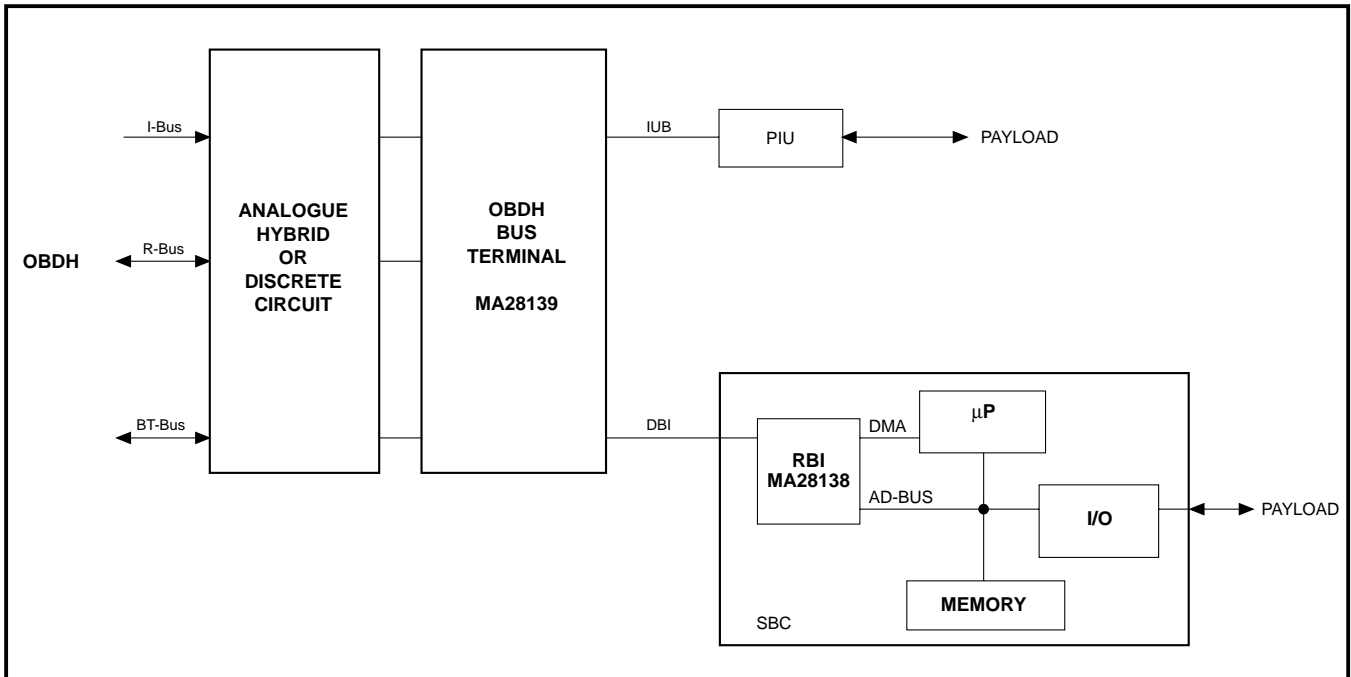 I-Bus
IUB
PIU
PAYLOAD
ANALOGUE
HYBRID
OR
DISCRETE
CIRCUIT
OBDH
BUS
TERMINAL
MA28139
OBDH
R-Bus
BT-Bus
DBI
RBI
MA28138
DMA
µP
AD-BUS
I/O
PAYLOAD
MEMORY
SBC